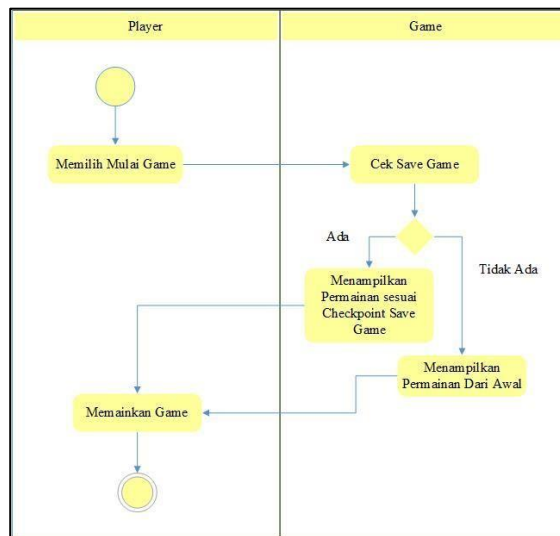 Player
Game
Memilih Mulai Game
Cek Save Game
Ada
Tidak Ada
Menampilkan
Permainan sesuai
Checkpoint Save
Game
Menampilkan
Permainan Dari Awal
Memainkan Game